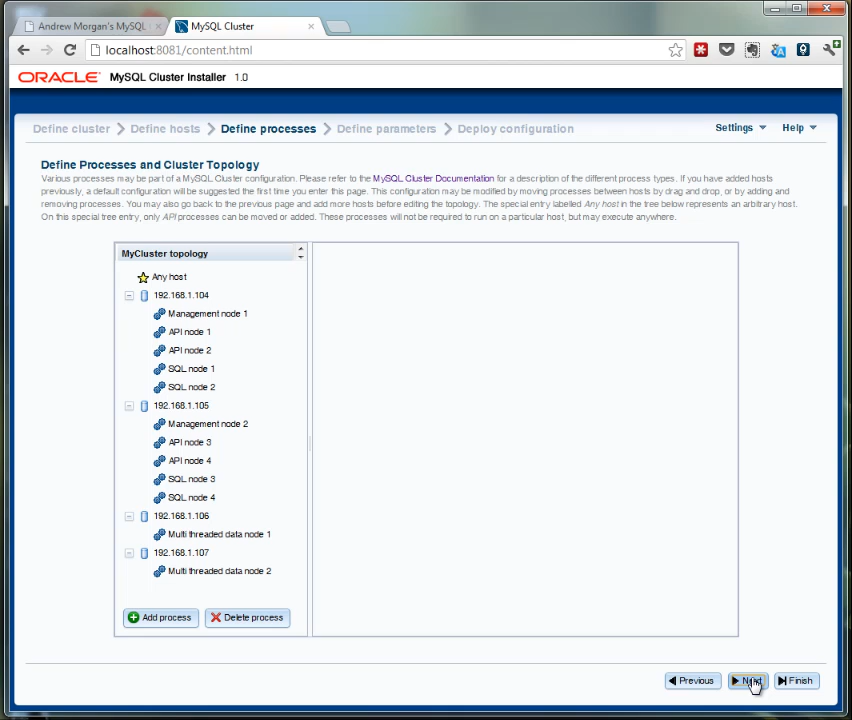 Andrew Morgan's MySQL
MySQL Cluster
localhost:8081/content.html
ORACLE MySQL Cluster Installer 1.0
Define cluster Define hosts Define processes Define parameters Deploy configuration Settings Help
Define Processes and Cluster Topology
Various processes may be part of a MySQL Cluster configuration. Please refer to the MySQL Cluster Documentation for a description of the different process types. If you have added hosts
previously, a default configuration will be suggested the first time you enter this page. This configuration may be modified by moving processes between hosts by drag and drop, or by adding and
removing processes. You may also go back to the previous page and add more hosts before editing the topology. The special entry labelled Any host in the tree below represents an arbitrary host.
On this special tree entry, only API processes can be moved or added. These processes will not be required to run on a particular host, but may execute anywhere.
MyCluster topology
Any host
192.168.1.104
Management node 1
API node 1
API node 2
SQL node 1
SQL node 2
192.168.1.105
Management node 2
API node 3
API node 4
SQL node 3
SQL node 4
192.168.1.106
Multi threaded data node 1
192.168.1.107
Multi threaded data node 2
Add process Delete process
Previous Next Finish